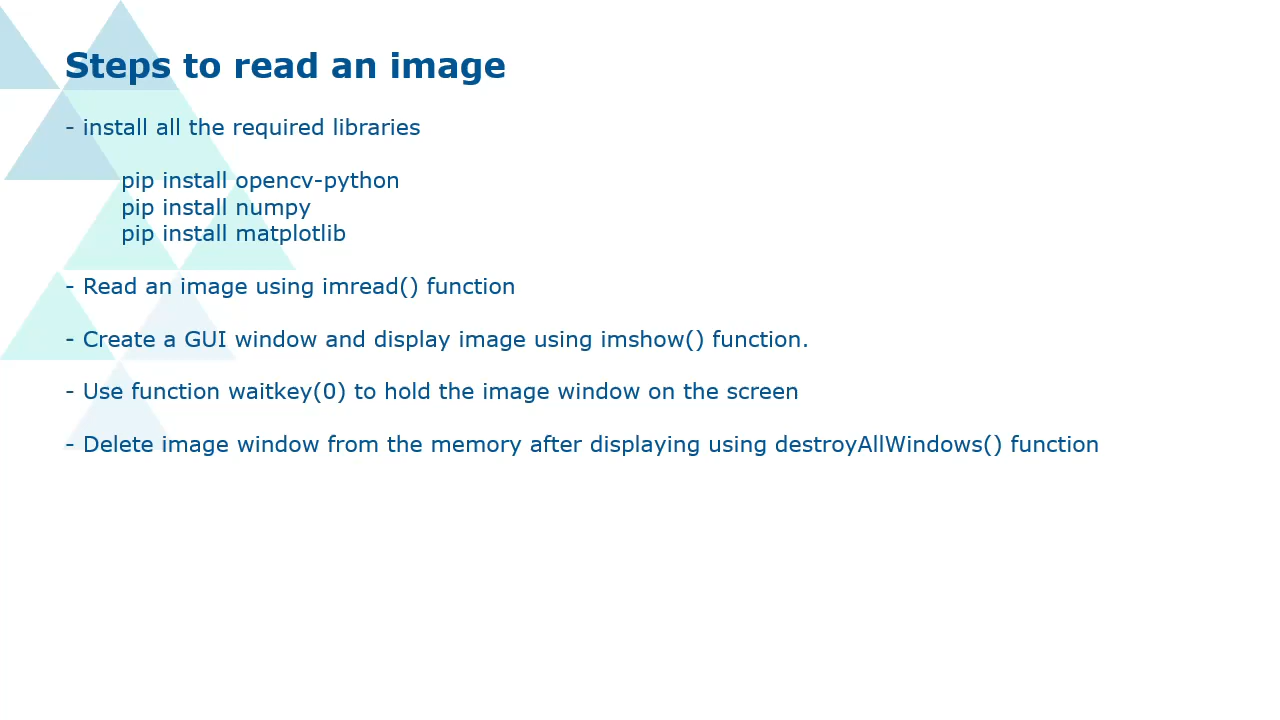 Steps to read an image
- install all the required libraries
pip install opencv-python
pip install numpy
pip install matplotlib
- Read an image using imread() function
- Create a GUI window and display image using imshow() function.
- Use function waitkey(0) to hold the image window on the screen
- Delete image window from the memory after displaying using destroyAllWindows() function